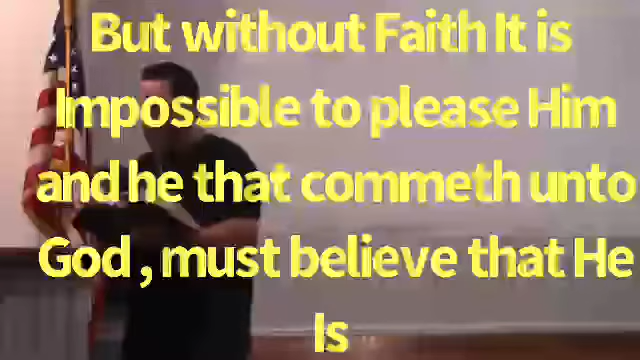 But without Faith It is
Impossible to please Him
and he that commeth unto
God , must believe that He
Is